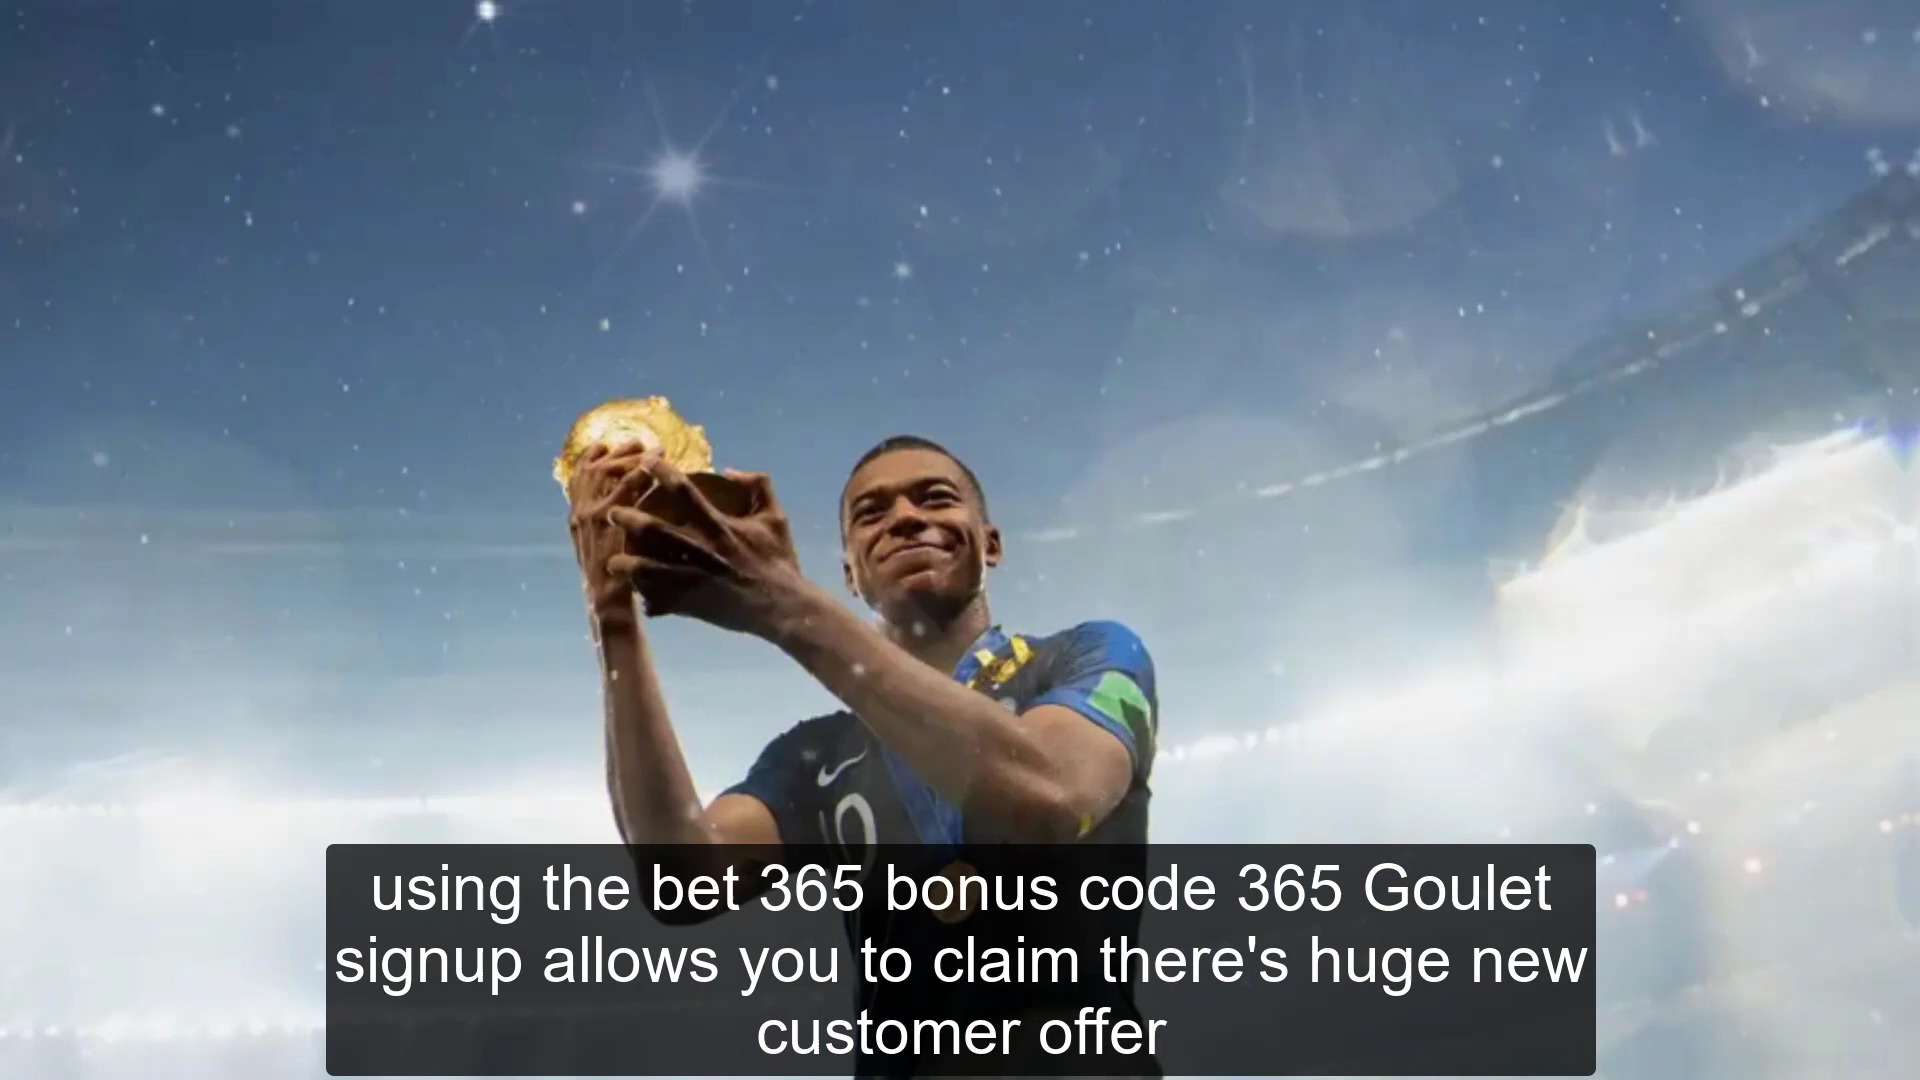 using the bet 365 bonus code 365 Goulet
signup allows you to claim there's huge new
customer offer